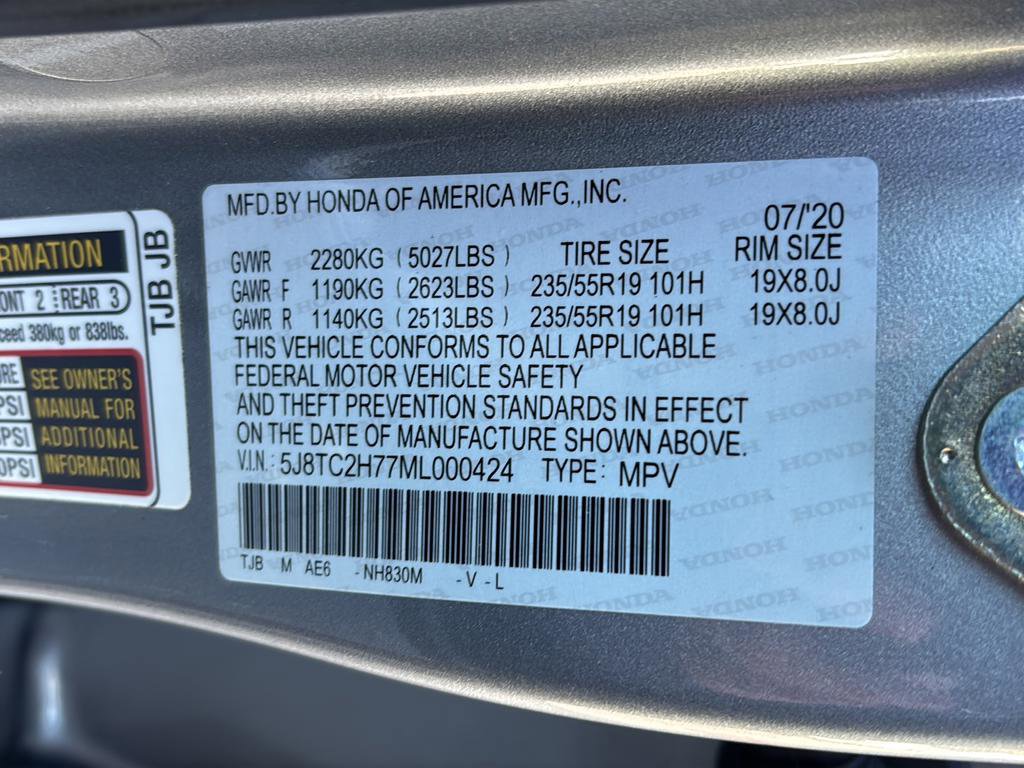 MFD.BY HONDA OF AMERICA MFG.,INC.
07/'20
GVWR 2280KG (5027LBS) TIRE SIZE RIM SIZE
GAWR F 1190KG (2623LBS) 235/55R19 101H 19X8.0J
GAWR R 1140KG (2513LBS) 235/55R19 101H 19X8.0J
THIS VEHICLE CONFORMS TO ALL APPLICABLE
FEDERAL MOTOR VEHICLE SAFETY
AND THEFT PREVENTION STANDARDS IN EFFECT
ON THE DATE OF MANUFACTURE SHOWN ABOVE.
V.I.N.: 5J8TC2H77ML000424 TYPE: MPV
TJB M AE6 -NH830M -V -L
RMATION
ONT 2 REAR 3
ceed 380kg or 838lbs.
RE SEE OWNER'S
PSI MANUAL FOR
PSI ADDITIONAL
0PSI INFORMATION
TJB JB